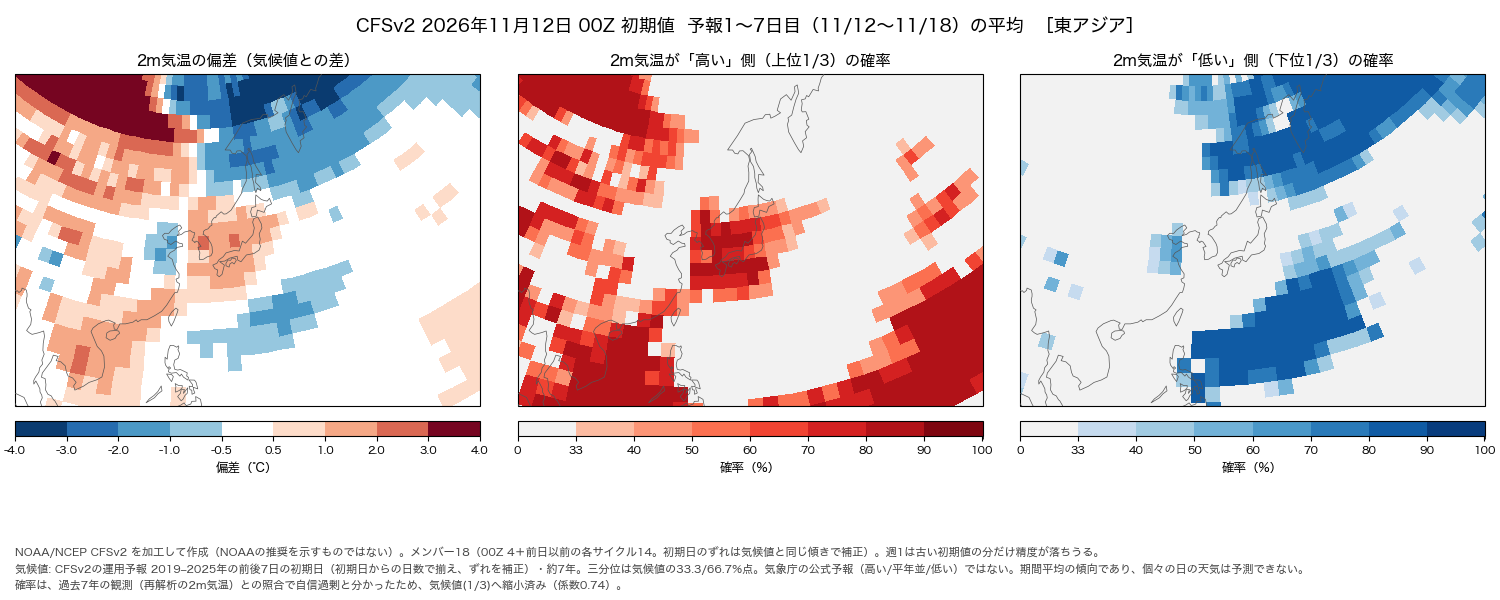 CFSv2 2026年11月12日 00Z 初期値  予報1〜7日目（11/12〜11/18）の平均  ［東アジア］
2m気温の偏差（気候値との差）
2m気温が「高い」側（上位1/3）の確率
2m気温が「低い」側（下位1/3）の確率
-4.0 -3.0 -2.0 -1.0 -0.5 0.5 1.0 2.0 3.0 4.0
偏差（℃）
0 33 40 50 60 70 80 90 100
確率（%）
0 33 40 50 60 70 80 90 100
確率（%）
NOAA/NCEP CFSv2 を加工して作成（NOAAの推奨を示すものではない）。メンバー18（00Z 4＋前日以前の各サイクル14。初期日のずれは気候値と同じ傾きで補正）。週1は古い初期値の分だけ精度が落ちうる。
気候値: CFSv2の運用予報 2019–2025年の前後7日の初期日（初期日からの日数で揃え、ずれを補正）・約7年。三分位は気候値の33.3/66.7%点。気象庁の公式予報（高い/平年並/低い）ではない。期間平均の傾向であり、個々の日の天気は予測できない。
確率は、過去7年の観測（再解析の2m気温）との照合で自信過剰と分かったため、気候値(1/3)へ縮小済み（係数0.74）。